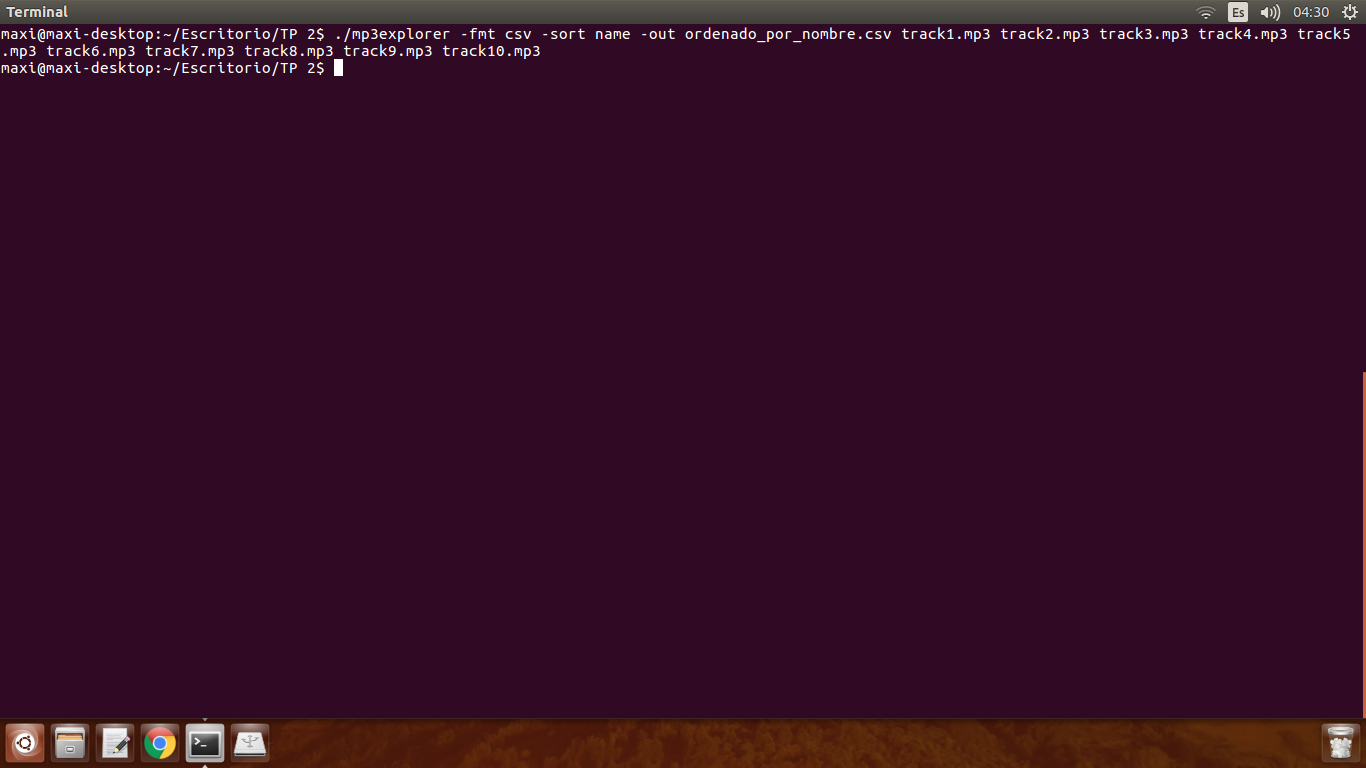 Terminal
Es
04:30
maxi@maxi-desktop:~/Escritorio/TP 2$ ./mp3explorer -fmt csv -sort name -out ordenado_por_nombre.csv track1.mp3 track2.mp3 track3.mp3 track4.mp3 track5
.mp3 track6.mp3 track7.mp3 track8.mp3 track9.mp3 track10.mp3
maxi@maxi-desktop:~/Escritorio/TP 2$